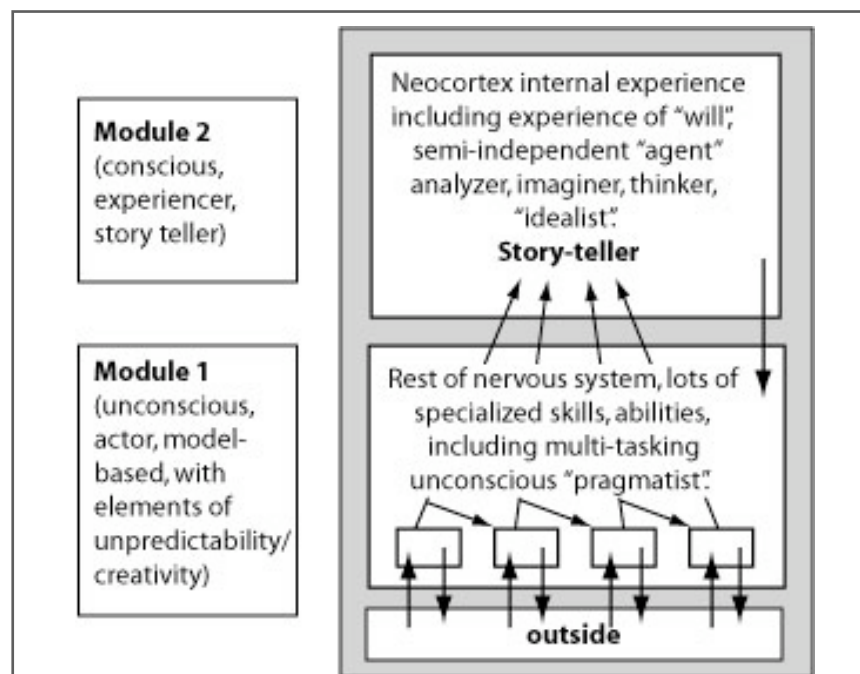 Module 2
(conscious,
experiencer,
story teller)
Neocortex internal experience
including experience of “will”,
semi-independent “agent”
analyzer, imaginer, thinker,
“idealist”.
Story-teller
Module 1
(unconscious,
actor, model-
based, with
elements of
unpredictability/
creativity)
Rest of nervous system, lots of
specialized skills, abilities,
including multi-tasking
unconscious “pragmatist”.
outside